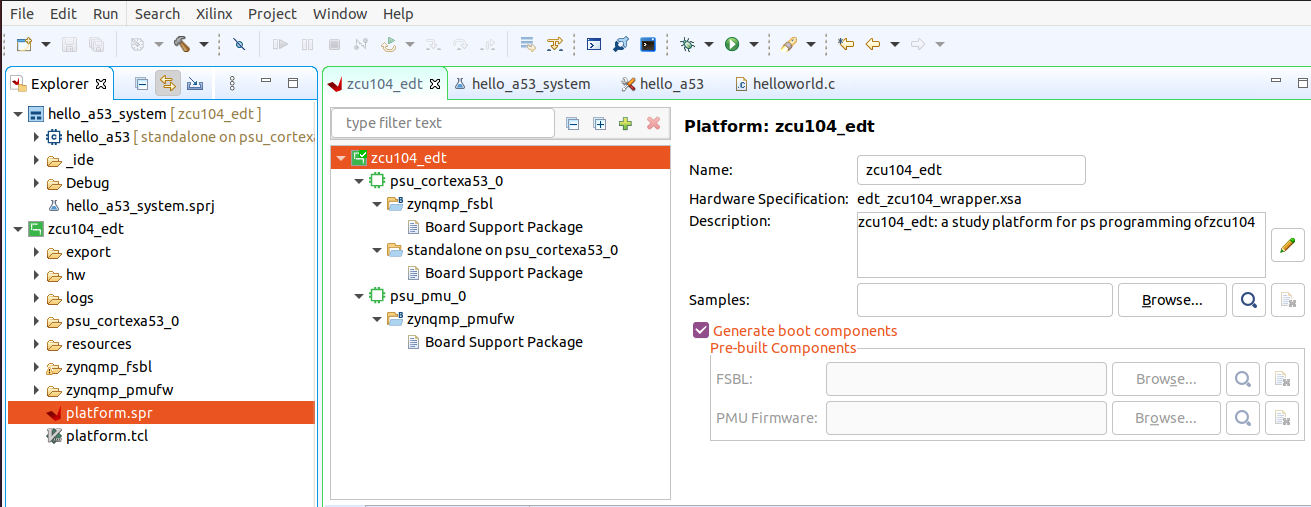 File Edit Run Search Xilinx Project Window Help
Explorer
hello_a53_system [ zcu104_edt ]
hello_a53 [ standalone on psu_cortexa
_ide
Debug
hello_a53_system.sprj
zcu104_edt
export
hw
logs
psu_cortexa53_0
resources
zynqmp_fsbl
zynqmp_pmufw
platform.spr
platform.tcl
zcu104_edt hello_a53_system hello_a53 helloworld.c
type filter text
zcu104_edt
psu_cortexa53_0
zynqmp_fsbl
Board Support Package
standalone on psu_cortexa53_0
Board Support Package
psu_pmu_0
zynqmp_pmufw
Board Support Package
Platform: zcu104_edt
Name: zcu104_edt
Hardware Specification: edt_zcu104_wrapper.xsa
Description: zcu104_edt: a study platform for ps programming ofzcu104
Samples: Browse...
Generate boot components
Pre-built Components
FSBL: Browse...
PMU Firmware: Browse...